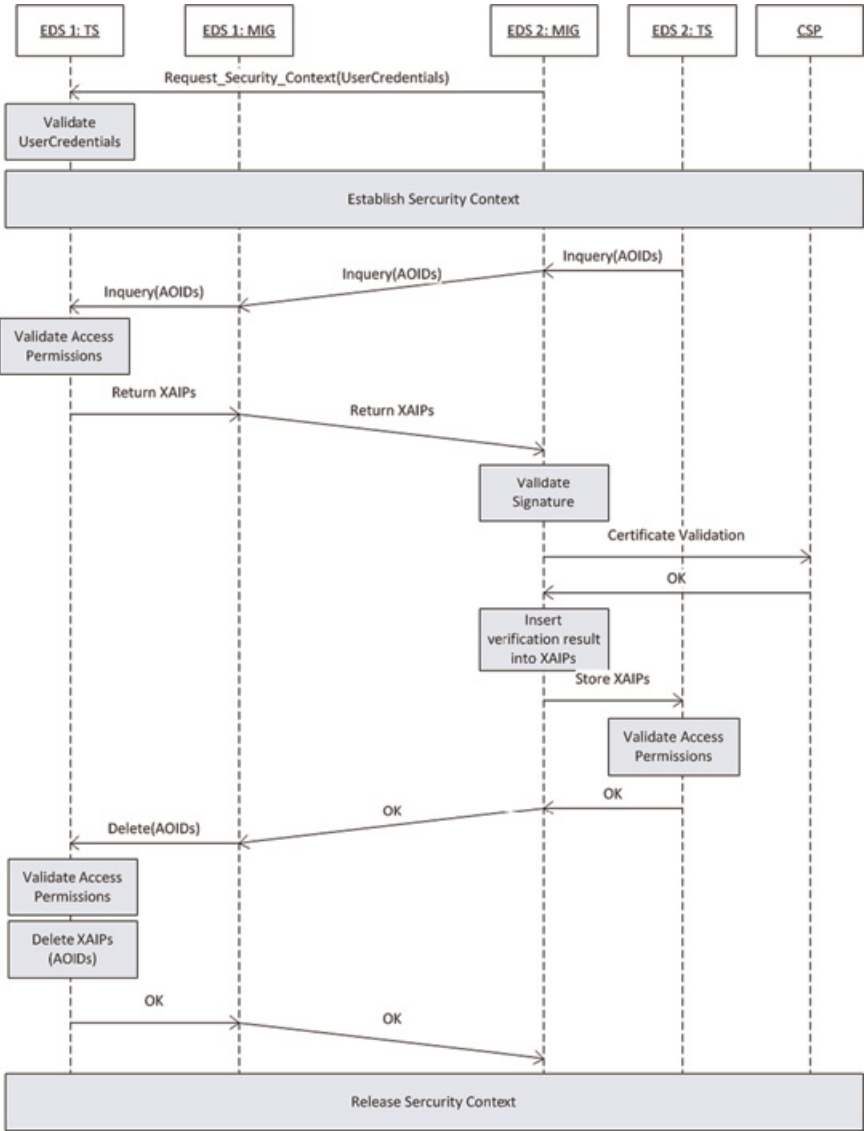 EDS 1: TS
EDS 1: MIG
EDS 2: MIG
EDS 2: TS
CSP
Request_Security_Context(UserCredentials)
Validate
UserCredentials
Establish Sercurity Context
Inquery(AOIDs)
Inquery(AOIDs)
Inquery(AOIDs)
Validate Access
Permissions
Return XAIPs
Return XAIPs
Validate
Signature
Certificate Validation
OK
Insert
verification result
into XAIPs
Store XAIPs
Validate Access
Permissions
OK
OK
Delete(AOIDs)
Validate Access
Permissions
Delete XAIPs
(AOIDs)
OK
OK
Release Sercurity Context